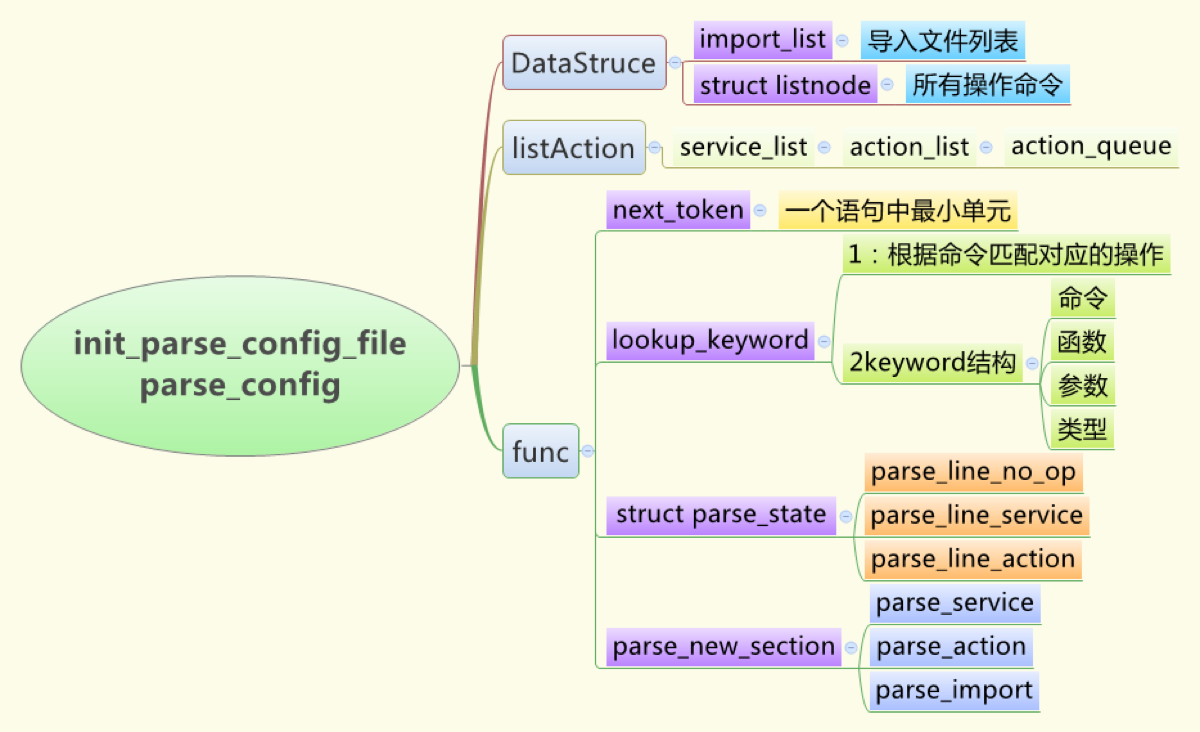 init_parse_config_file
parse_config
DataStruce
import_list
导入文件列表
struct listnode
所有操作命令
listAction
service_list
action_list
action_queue
func
next_token
一个语句中最小单元
lookup_keyword
1：根据命令匹配对应的操作
2keyword结构
命令
函数
参数
类型
struct parse_state
parse_line_no_op
parse_line_service
parse_line_action
parse_new_section
parse_service
parse_action
parse_import